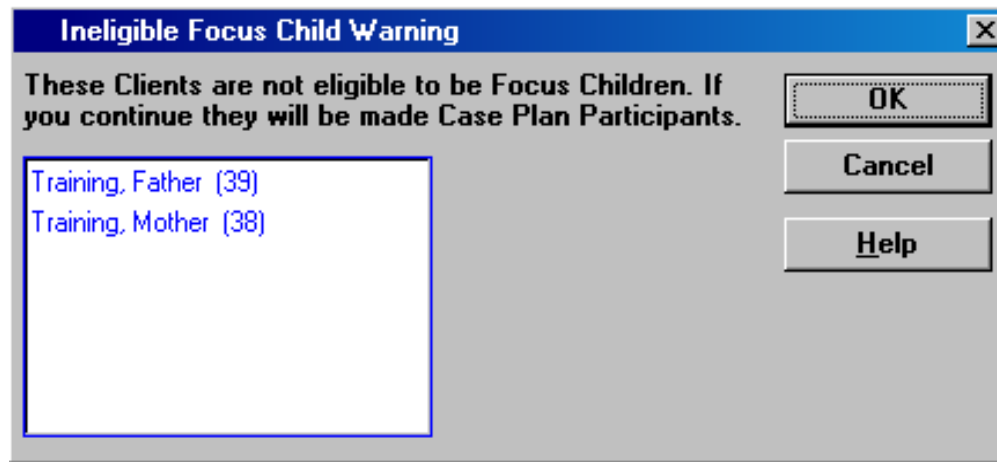 Ineligible Focus Child Warning
These Clients are not eligible to be Focus Children. If
you continue they will be made Case Plan Participants.
OK
Cancel
Help
Training, Father (39)
Training, Mother (38)